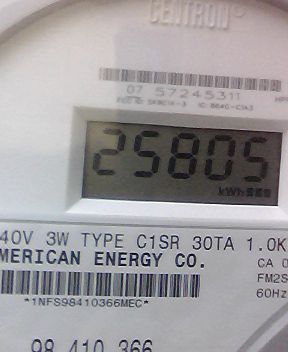 CENTRON®
07 57245311
25805
kWh
40V 3W TYPE C1SR 30TA 1.0K
MERICAN ENERGY CO.
CA 0
FM2S
*1NFS98410366MEC*
60Hz
98 410 366